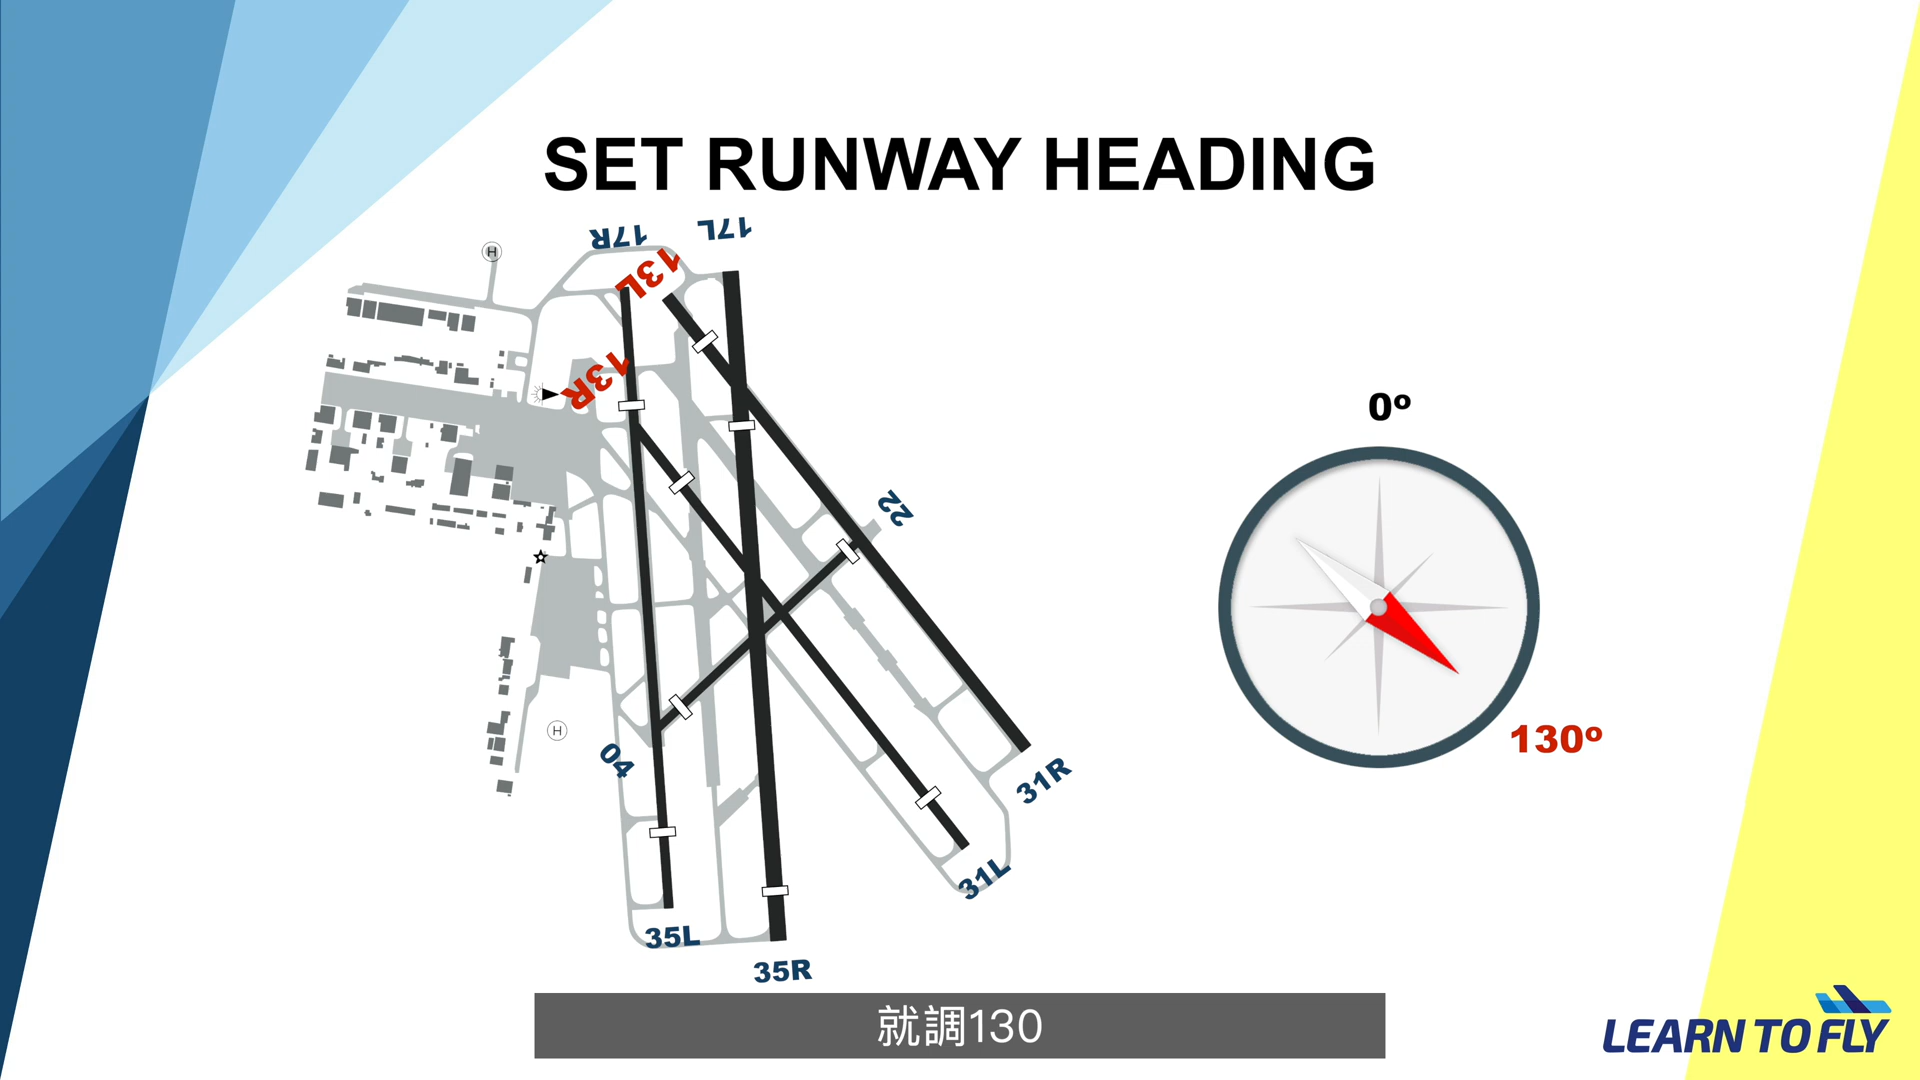 SET RUNWAY HEADING
17R
17L
13L
13R
H
22
0º
130º
04
H
31R
31L
35L
35R
就調130
LEARN TO FLY